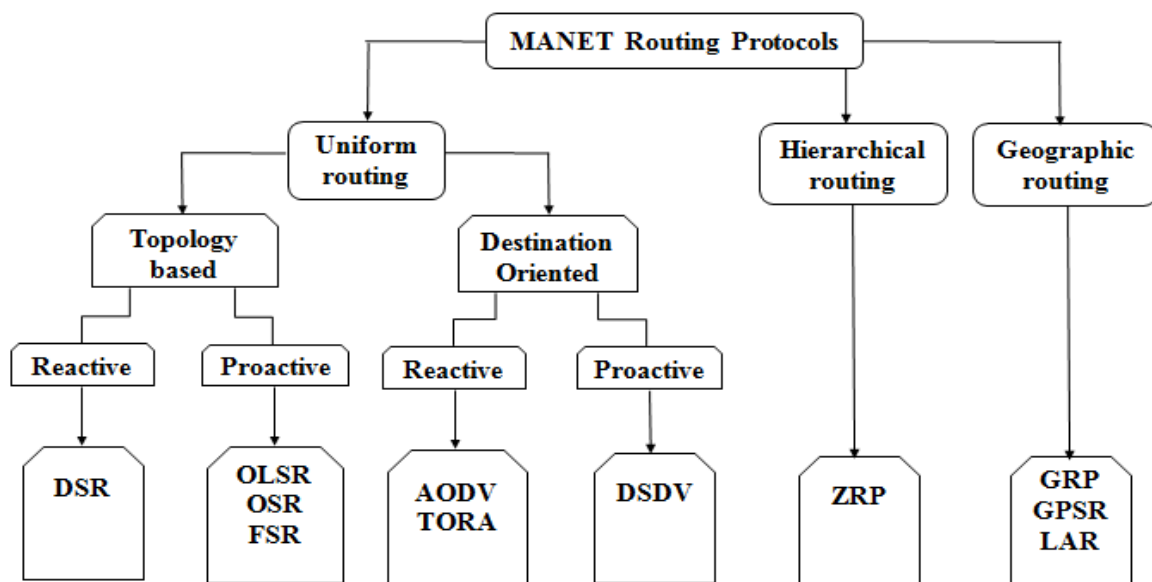 MANET Routing Protocols
Uniform
routing
Hierarchical
routing
Geographic
routing
Topology
based
Destination
Oriented
Reactive
Proactive
Reactive
Proactive
DSR
OLSR
OSR
FSR
AODV
TORA
DSDV
ZRP
GRP
GPSR
LAR